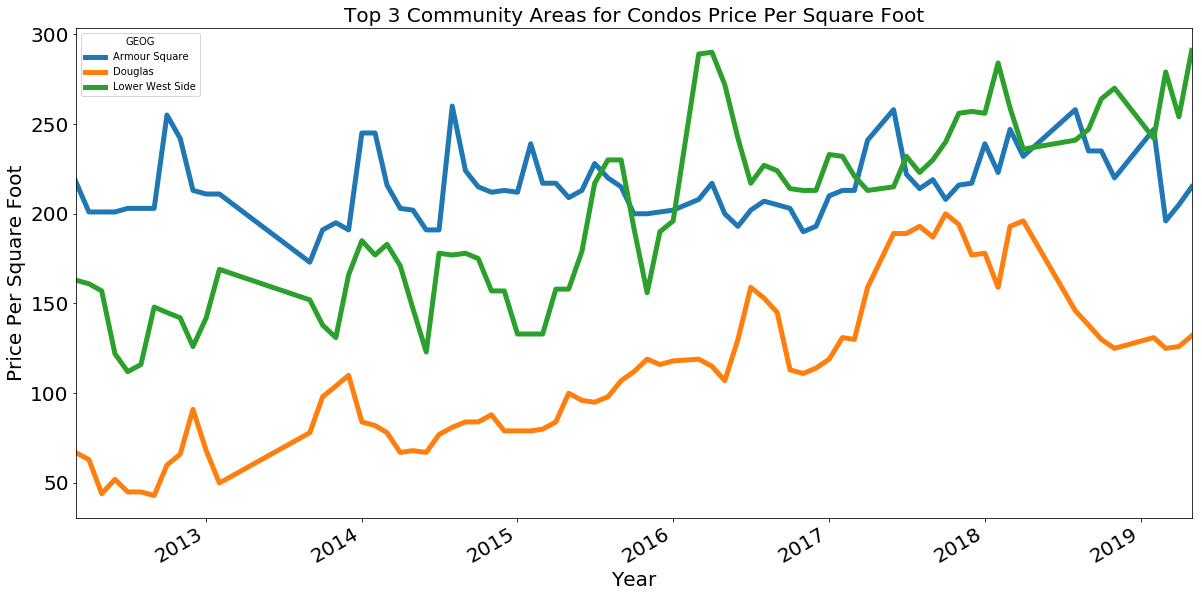 Top 3 Community Areas for Condos Price Per Square Foot
GEOG
Armour Square
Douglas
Lower West Side
300
250
200
150
100
50
Price Per Square Foot
2013
2014
2015
2016
2017
2018
2019
Year